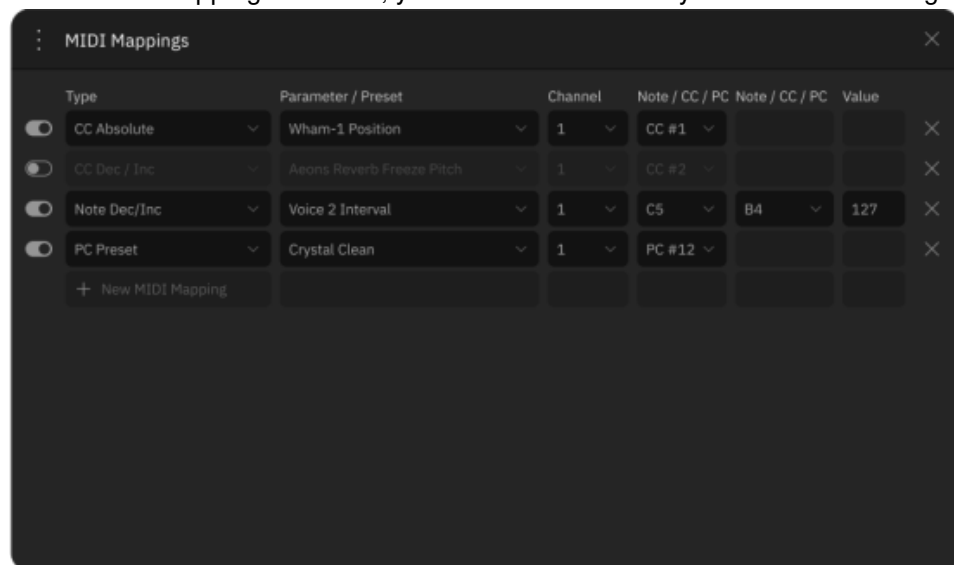 MIDI Mappings
Type Parameter / Preset Channel Note / CC / PC Note / CC / PC Value
CC Absolute Wham-1 Position 1 CC #1
CC Dec / Inc Aeons Reverb Freeze Pitch 1 CC #2
Note Dec/Inc Voice 2 Interval 1 C5 B4 127
PC Preset Crystal Clean 1 PC #12
+ New MIDI Mapping